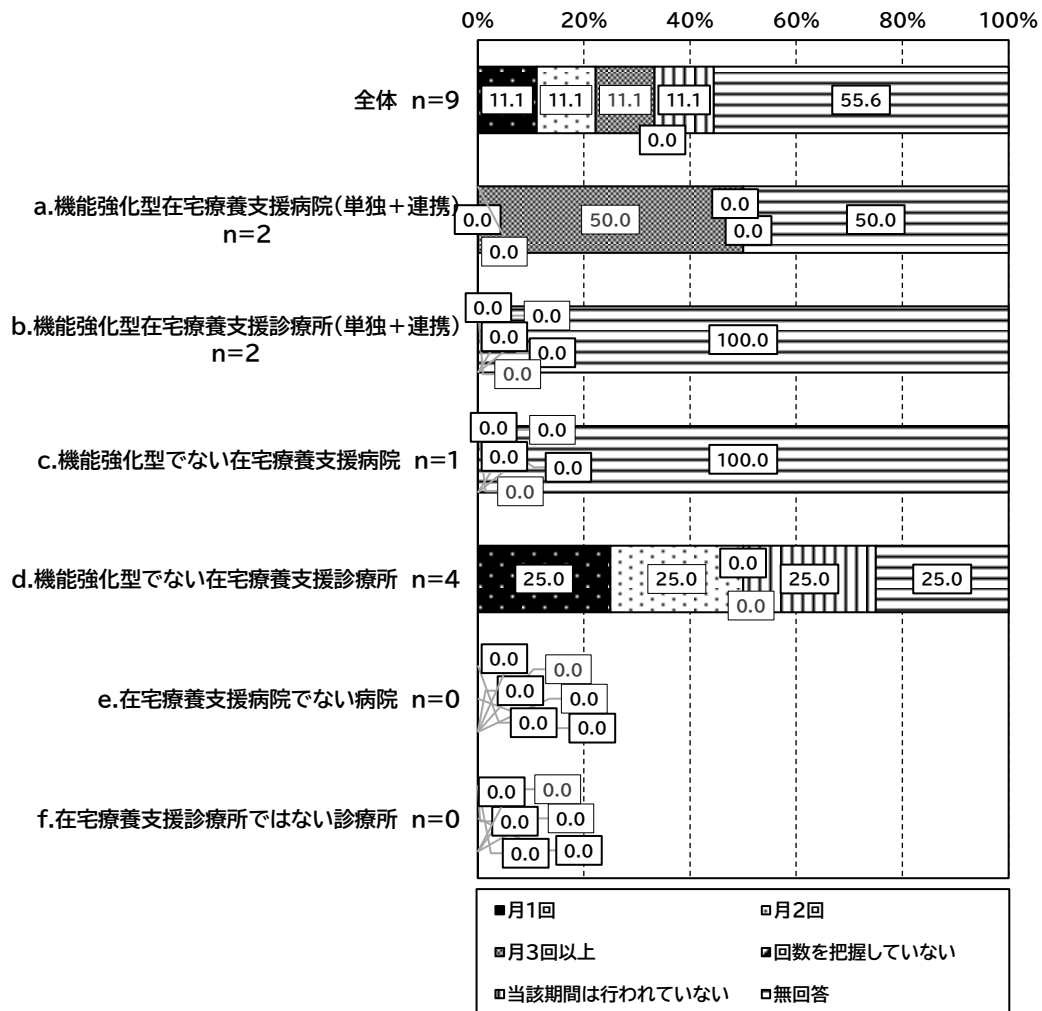 0% 20% 40% 60% 80% 100%
全体 n=9
11.1 11.1 11.1 11.1 55.6
0.0
a.機能強化型在宅療養支援病院(単独＋連携)
n=2
0.0 50.0 0.0 50.0
0.0 0.0
b.機能強化型在宅療養支援診療所(単独＋連携)
n=2
0.0 0.0
0.0 100.0
0.0
0.0
c.機能強化型でない在宅療養支援病院 n=1
0.0 0.0
0.0 0.0 100.0
0.0
d.機能強化型でない在宅療養支援診療所 n=4
0.0
25.0 25.0 25.0 25.0
0.0
e.在宅療養支援病院でない病院 n=0
0.0 0.0
0.0 0.0
0.0 0.0
f.在宅療養支援診療所ではない診療所 n=0
0.0 0.0
0.0 0.0
0.0 0.0
月1回 月2回
月3回以上 回数を把握していない
当該期間は行われていない 無回答